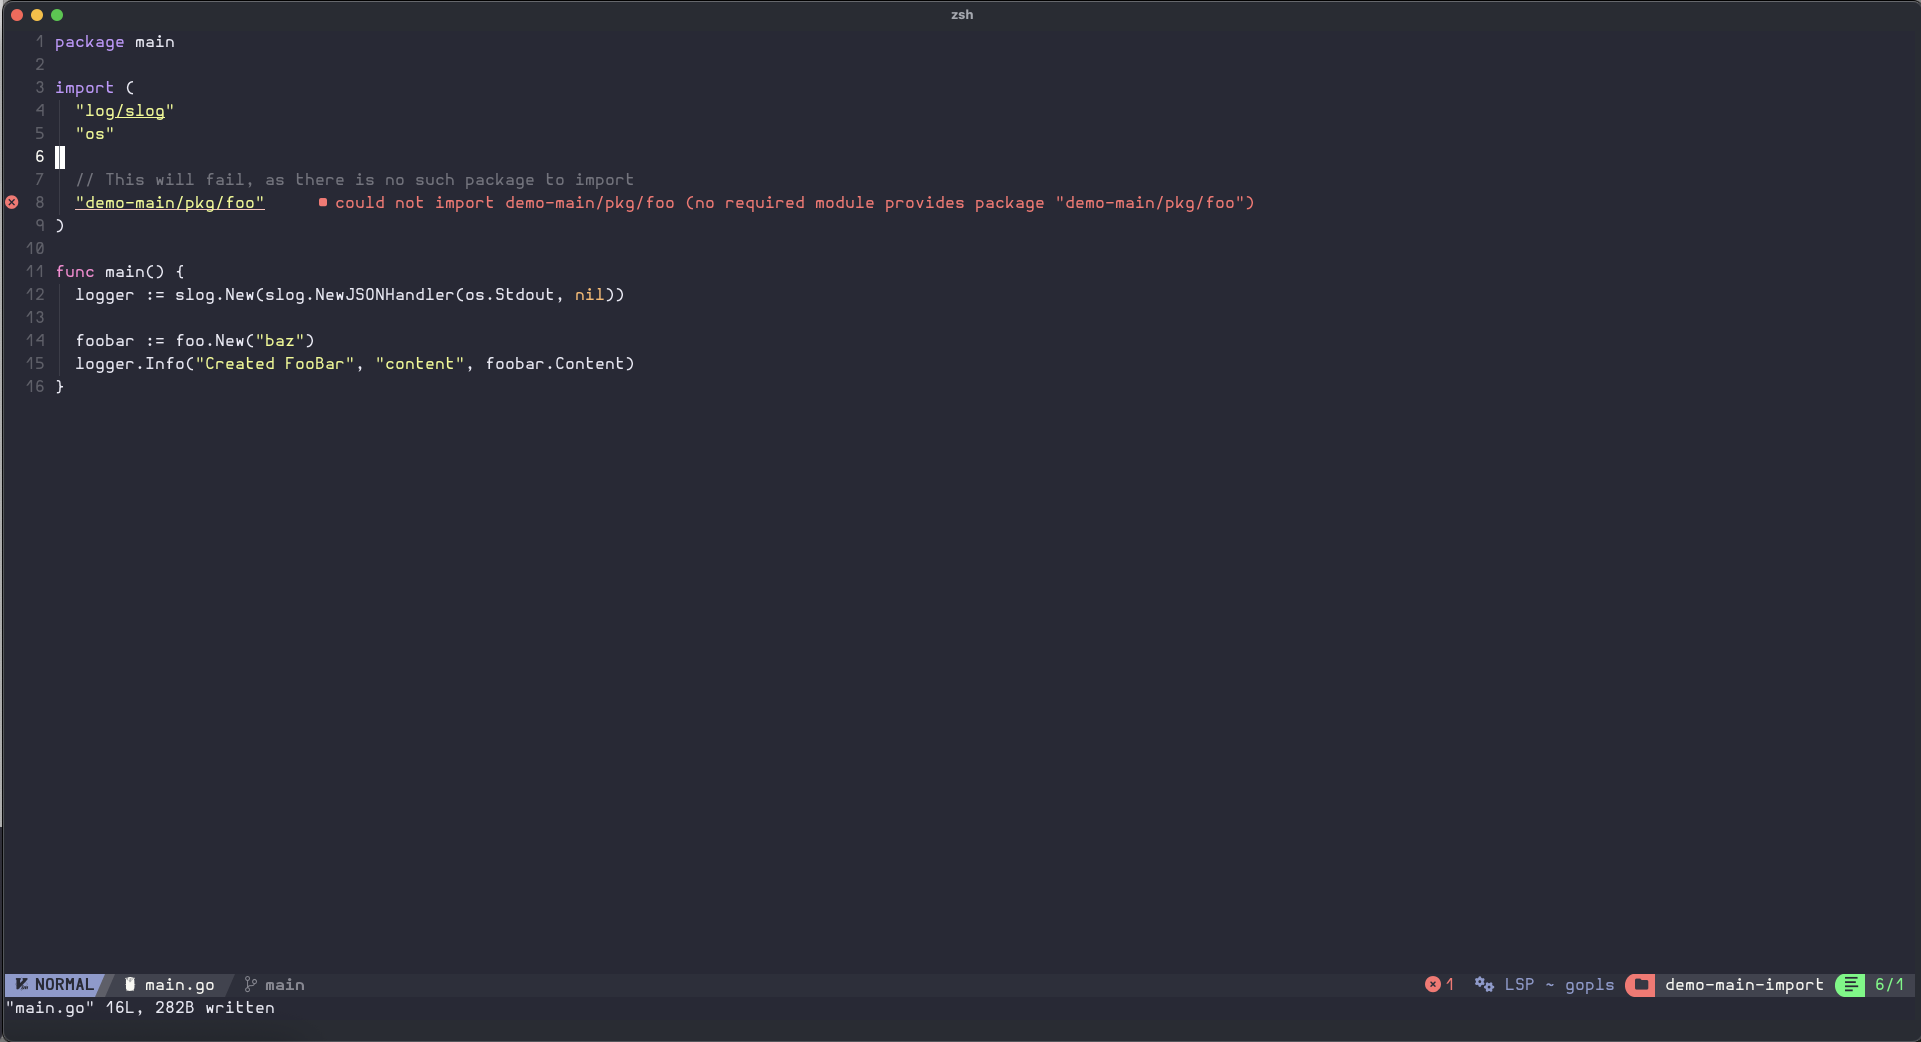 zsh
1 package main
2
3 import (
4 "log/slog"
5 "os"
6
7 // This will fail, as there is no such package to import
8 "demo-main/pkg/foo" could not import demo-main/pkg/foo (no required module provides package "demo-main/pkg/foo")
9 )
10
11 func main() {
12 logger := slog.New(slog.NewJSONHandler(os.Stdout, nil))
13
14 foobar := foo.New("baz")
15 logger.Info("Created FooBar", "content", foobar.Content)
16 }
NORMAL main.go main 1 LSP ~ gopls demo-main-import 6/1
"main.go" 16L, 282B written